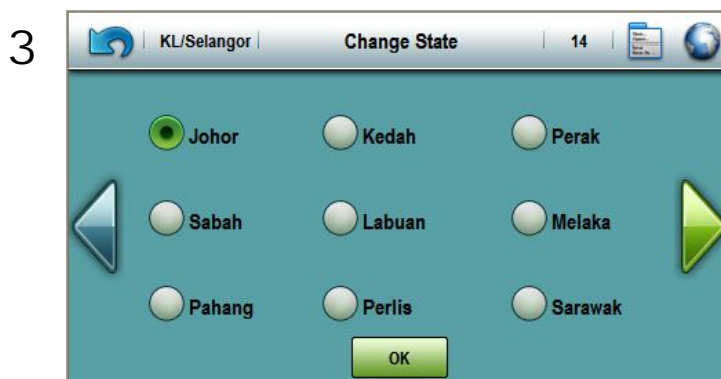 3
KL/Selangor Change State 14
Johor Kedah Perak
Sabah Labuan Melaka
Pahang Perlis Sarawak
OK